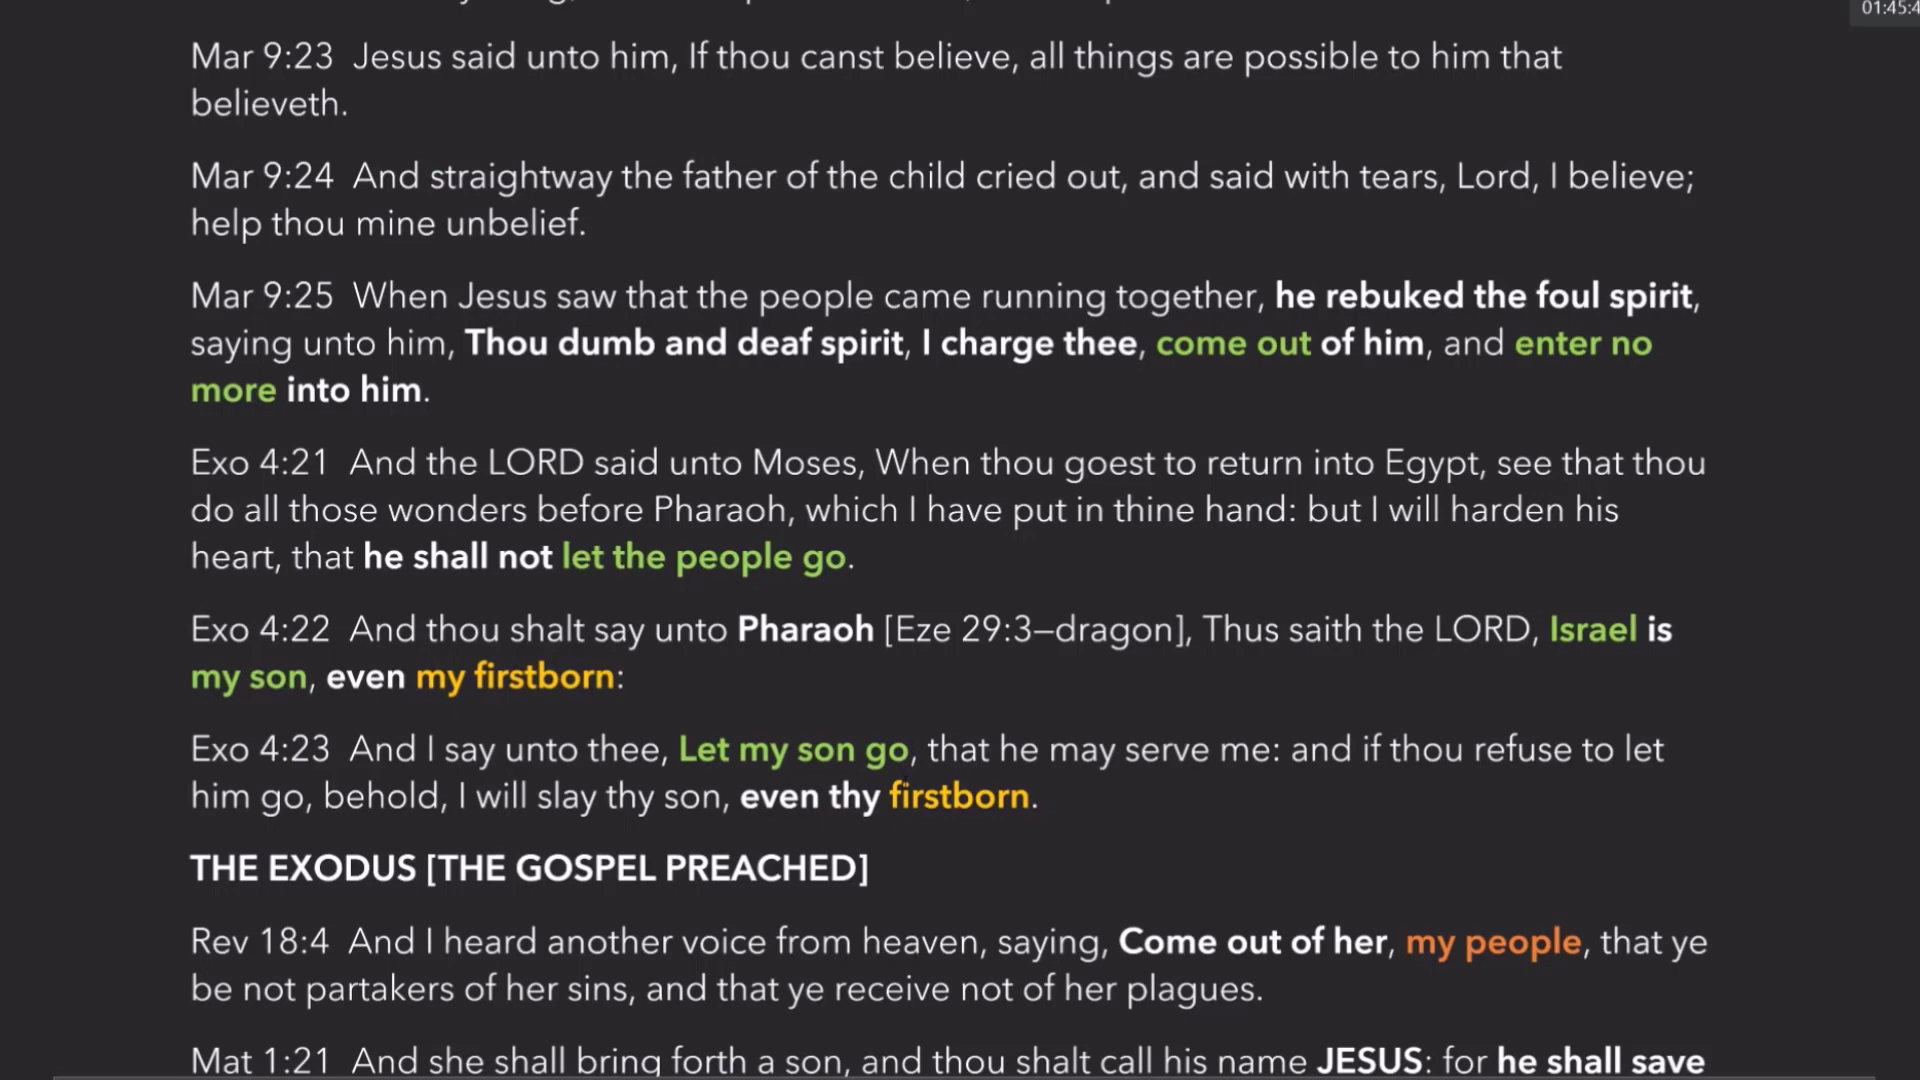 01:45:4
Mar 9:23 Jesus said unto him, If thou canst believe, all things are possible to him that
believeth.
Mar 9:24 And straightway the father of the child cried out, and said with tears, Lord, I believe;
help thou mine unbelief.
Mar 9:25 When Jesus saw that the people came running together, he rebuked the foul spirit,
saying unto him, Thou dumb and deaf spirit, I charge thee, come out of him, and enter no
more into him.
Exo 4:21 And the LORD said unto Moses, When thou goest to return into Egypt, see that thou
do all those wonders before Pharaoh, which I have put in thine hand: but I will harden his
heart, that he shall not let the people go.
Exo 4:22 And thou shalt say unto Pharaoh [Eze 29:3—dragon], Thus saith the LORD, Israel is
my son, even my firstborn:
Exo 4:23 And I say unto thee, Let my son go, that he may serve me: and if thou refuse to let
him go, behold, I will slay thy son, even thy firstborn.
THE EXODUS [THE GOSPEL PREACHED]
Rev 18:4 And I heard another voice from heaven, saying, Come out of her, my people, that ye
be not partakers of her sins, and that ye receive not of her plagues.
Mat 1:21 And she shall bring forth a son, and thou shalt call his name JESUS: for he shall save